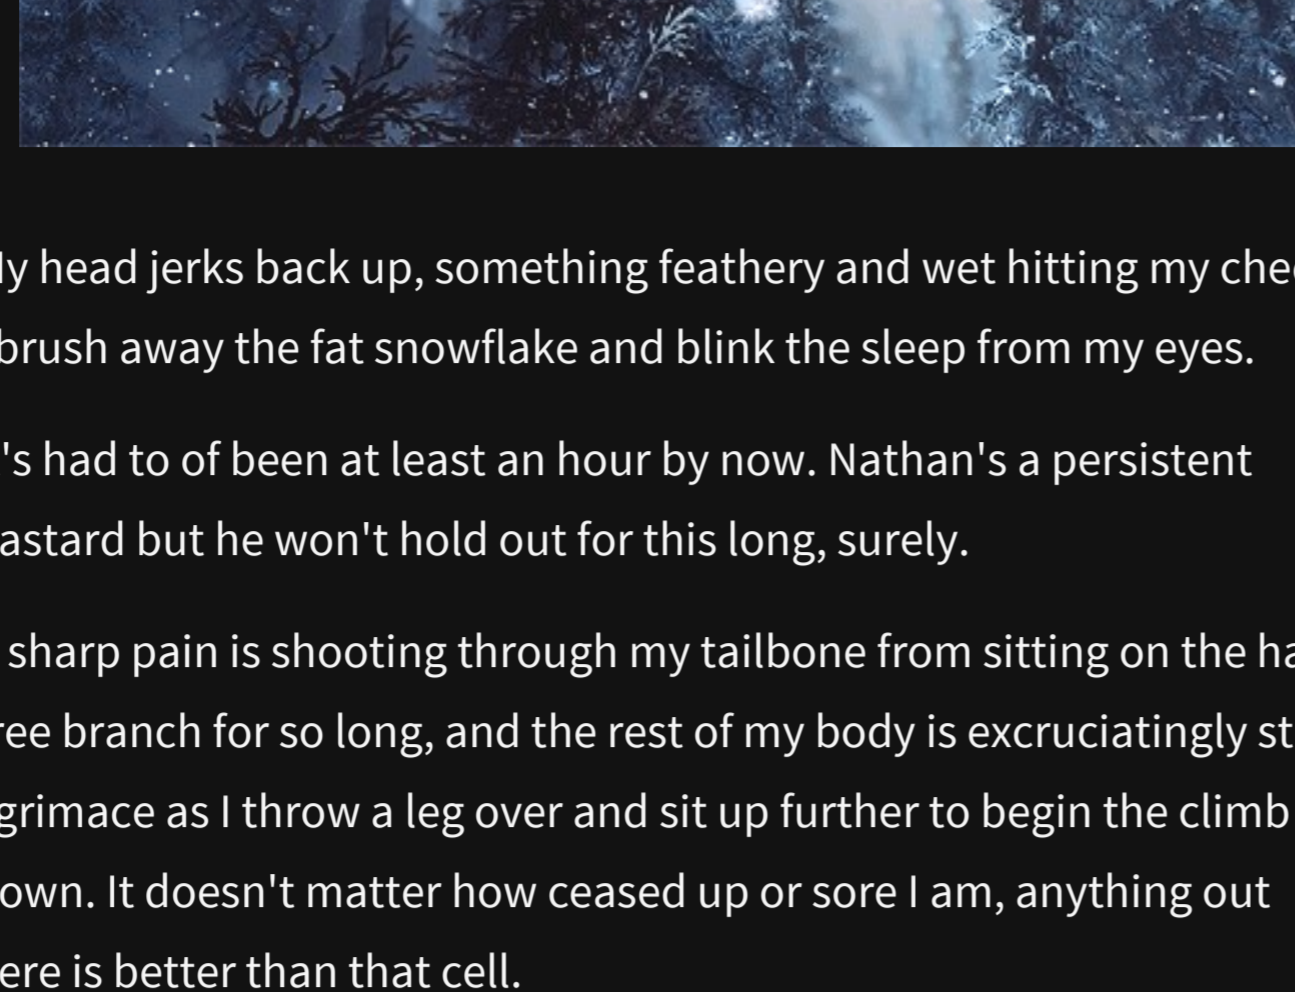 y head jerks back up, something feathery and wet hitting my chee
brush away the fat snowflake and blink the sleep from my eyes.
's had to of been at least an hour by now. Nathan's a persistent
astard but he won't hold out for this long, surely.
sharp pain is shooting through my tailbone from sitting on the ha
ree branch for so long, and the rest of my body is excruciatingly st
grimace as I throw a leg over and sit up further to begin the climb
own. It doesn't matter how ceased up or sore I am, anything out
ere is better than that cell.